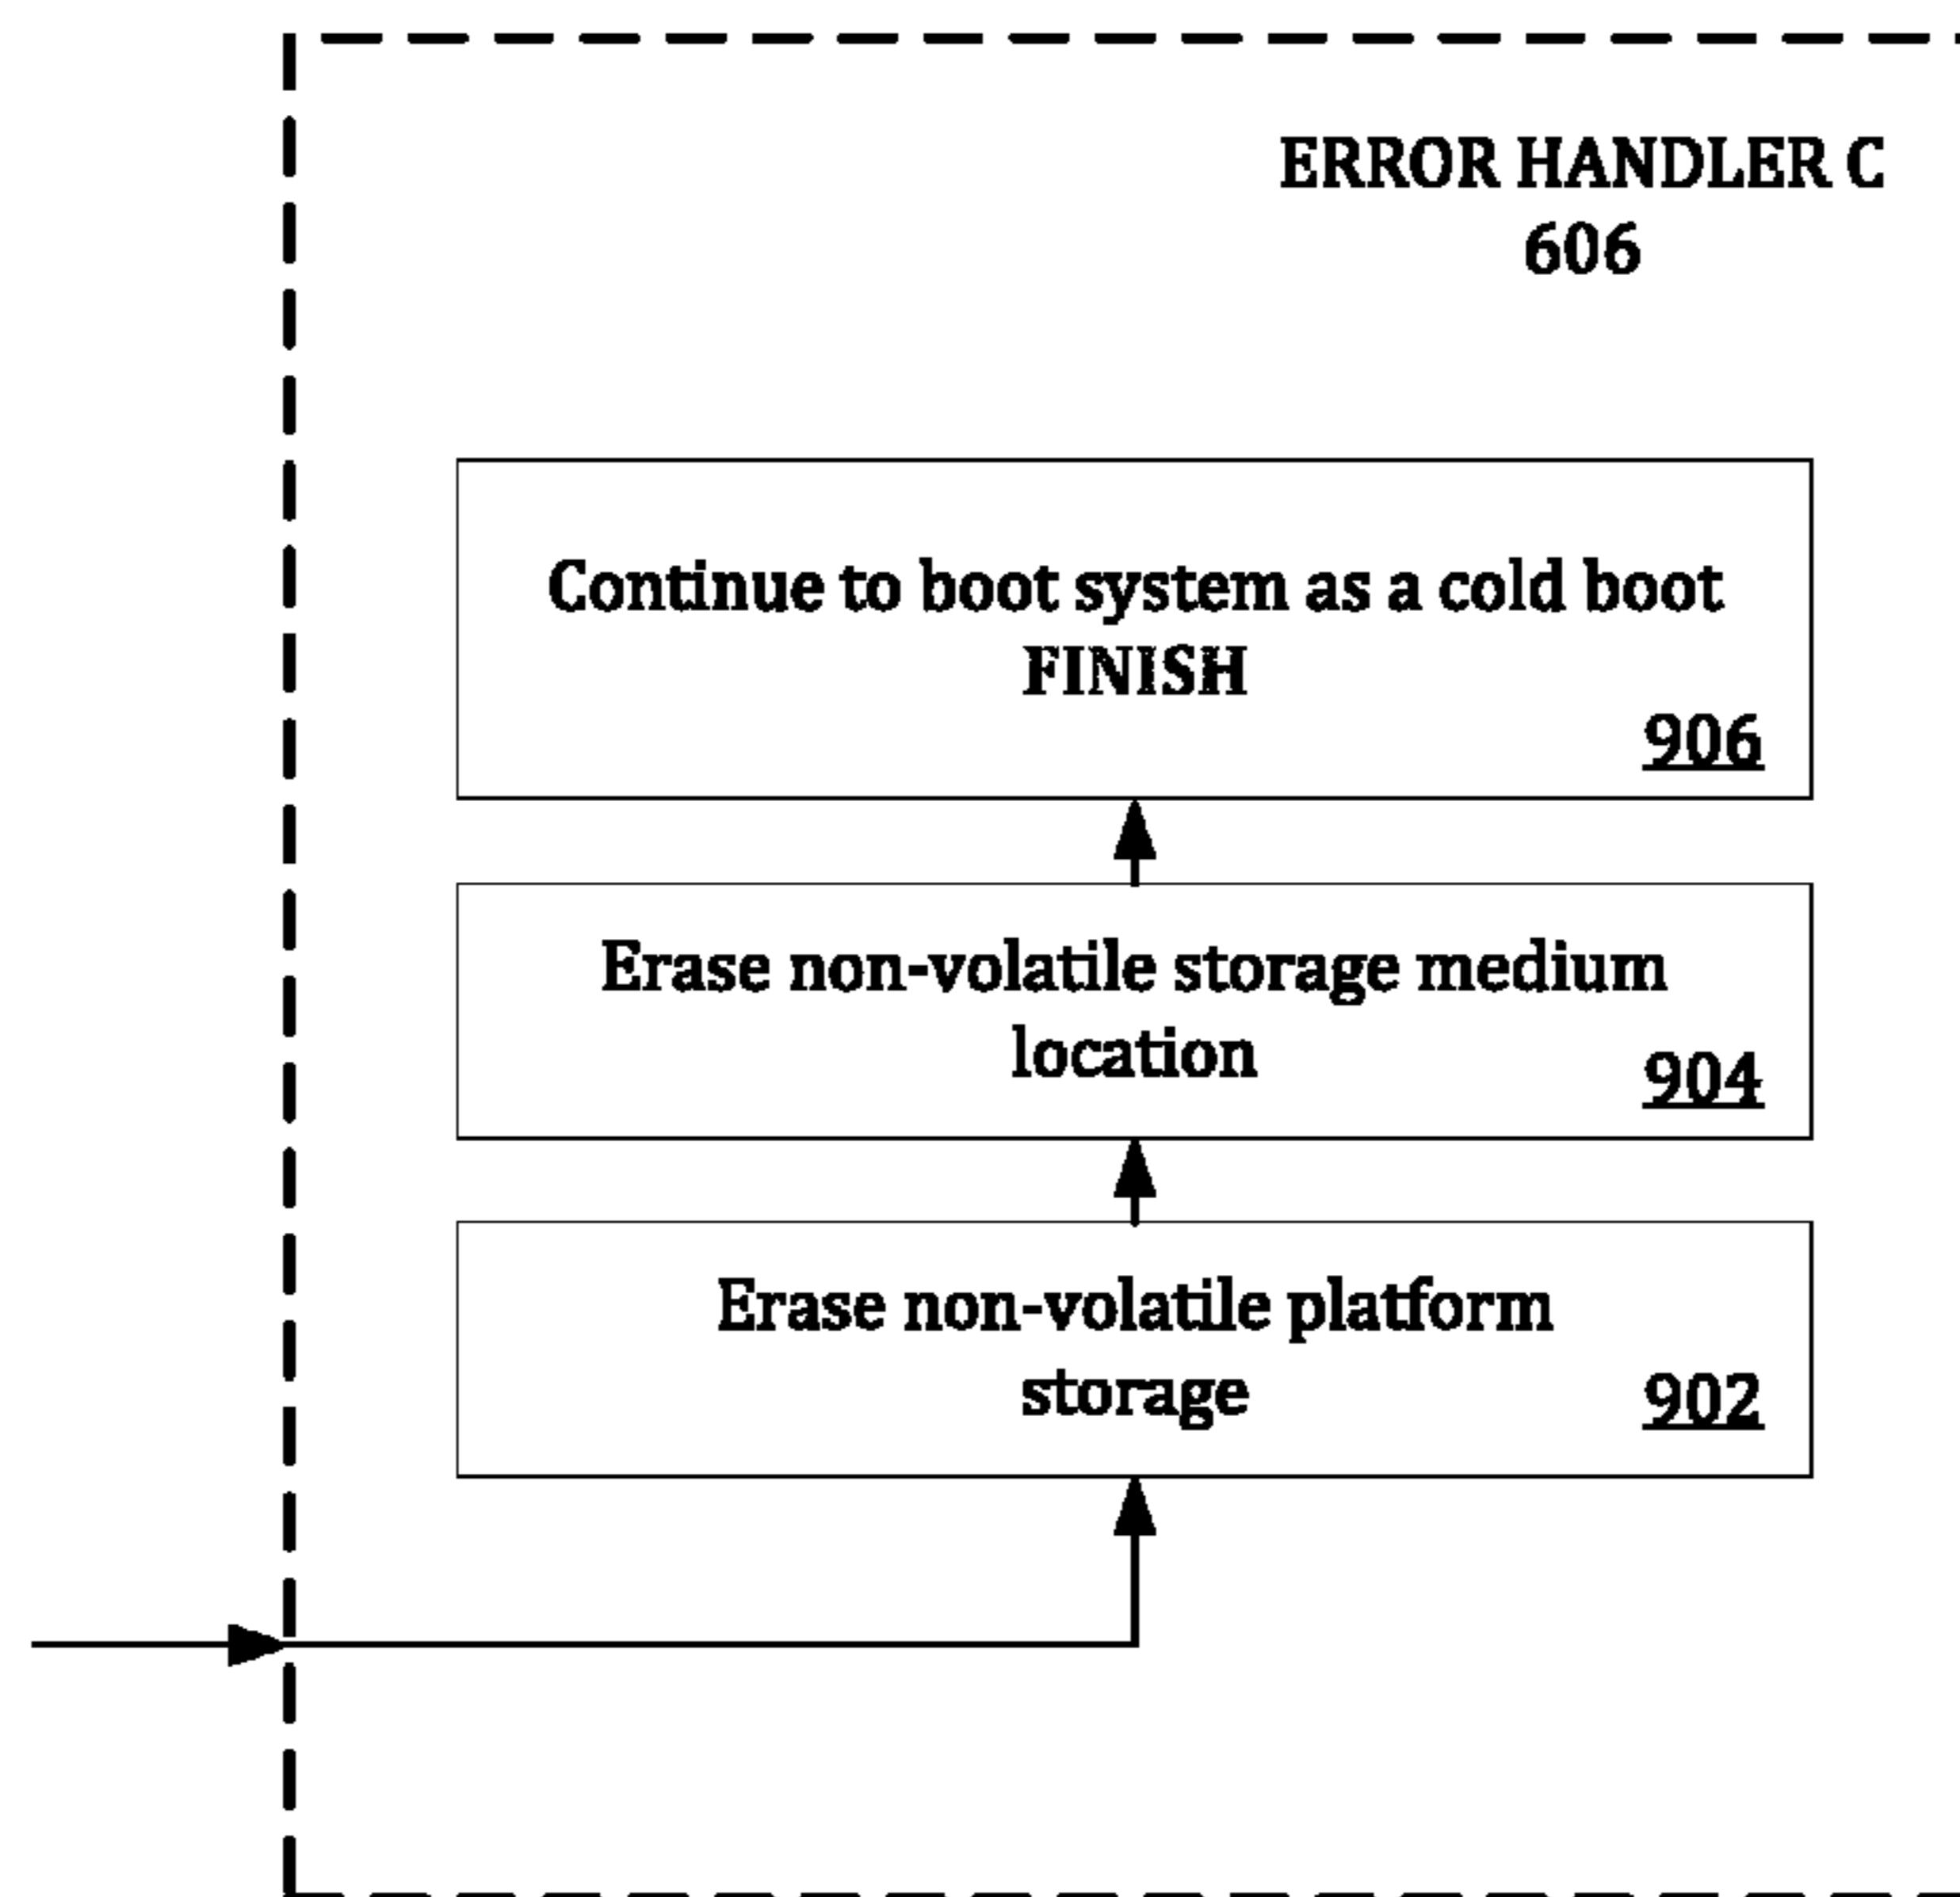 ERROR HANDLER C
606
Continue to boot system as a cold boot
FINISH
906
Erase non-volatile storage medium
location
904
Erase non-volatile platform
storage
902